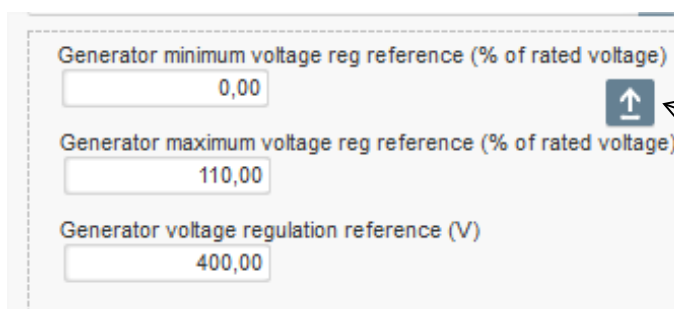 Generator minimum voltage reg reference (% of rated voltage)
0,00
Generator maximum voltage reg reference (% of rated voltage)
110,00
Generator voltage regulation reference (V)
400,00